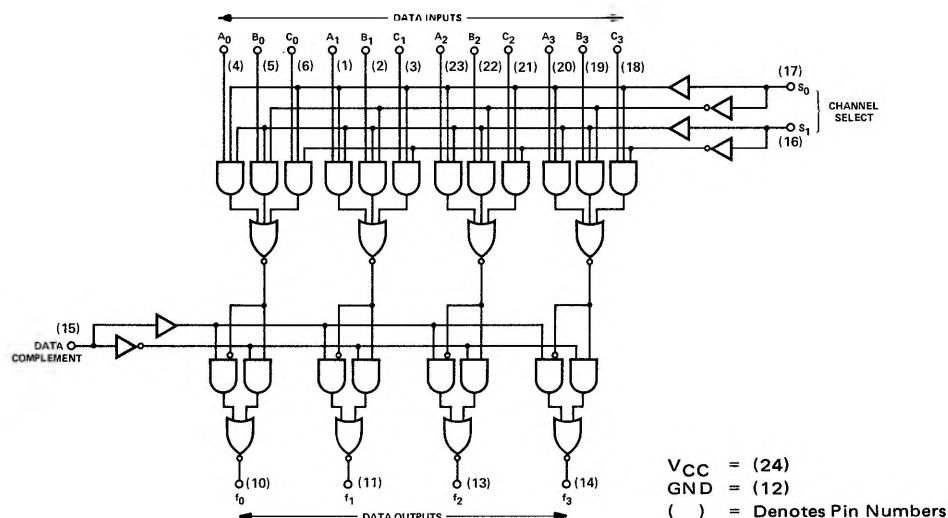 DATA INPUTS
A0 B0 C0 A1 B1 C1 A2 B2 C2 A3 B3 C3
(4) (5) (6) (1) (2) (3) (23) (22) (21) (20) (19) (18)
(17)
S0
CHANNEL
SELECT
S1
(16)
(15)
DATA
COMPLEMENT
(10) (11) (13) (14)
f0 f1 f2 f3
DATA OUTPUTS
VCC = (24)
GND = (12)
( ) = Denotes Pin Numbers